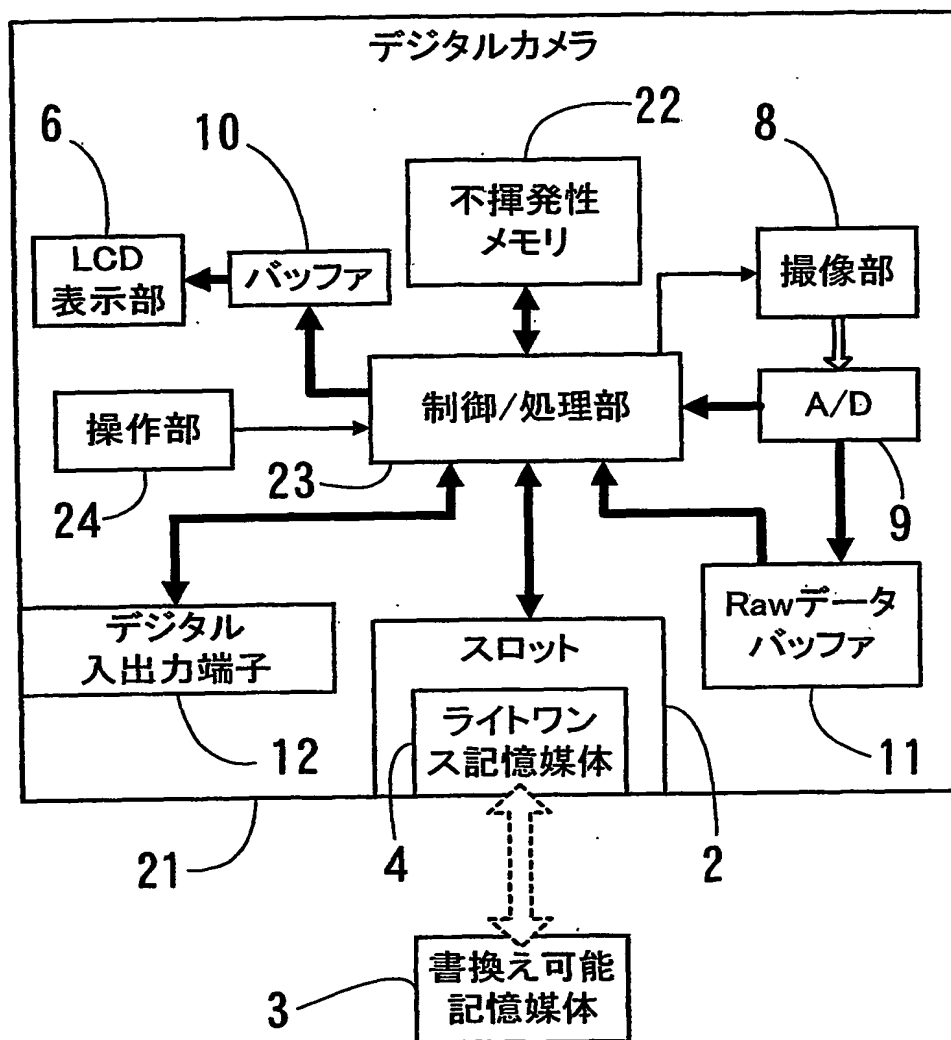 デジタルカメラ
6
10
22
8
LCD
表示部
バッファ
不揮発性
メモリ
撮像部
操作部
制御/処理部
A/D
24
23
9
デジタル
入出力端子
スロット
Rawデータ
バッファ
ライトワン
ス記憶媒体
12
4
2
11
21
3
書換え可能
記憶媒体